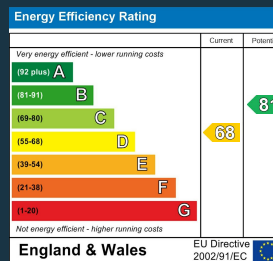 Energy Efficiency Rating
Current
Very energy efficient - lower running costs
(92 plus) A
(81-91) B
81
(69-80) C
(55-68) D
68
(39-54) E
(21-38) F
(1-20) G
Not energy efficient - higher running costs
England & Wales
EU Directive
2002/91/EC